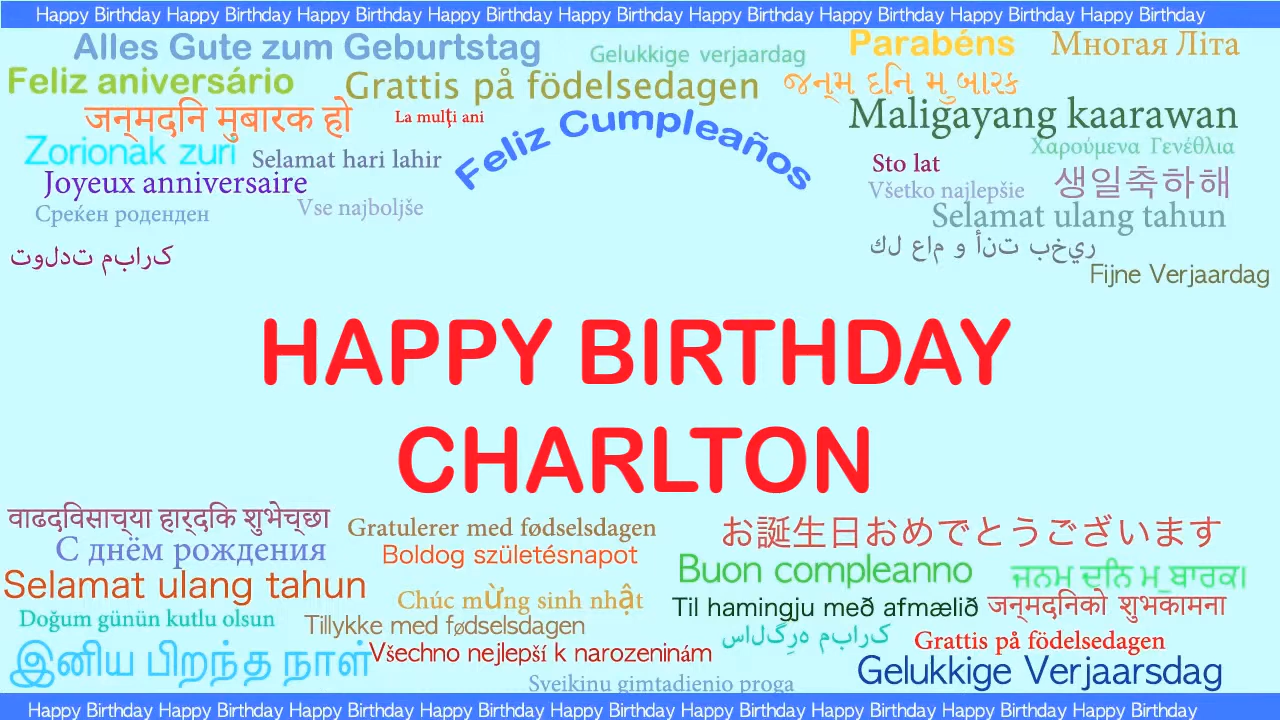 Happy Birthday Happy Birthday Happy Birthday Happy Birthday Happy Birthday Happy Birthday Happy Birthday Happy Birthday Happy Birthday
Alles Gute zum Geburtstag
Gelukkige verjaardag
Parabéns
Многая Літа
Feliz aniversário
Grattis på födelsedagen
જન્મ દનિ મુબારક
जन्मदनि मुबारक हो
La mulţi ani
Feliz Cumpleaños
Maligayang kaarawan
Zorionak zuri
Selamat hari lahir
Sto lat
Χαρούμενα Γενέθλια
Joyeux anniversaire
Všetko najlepšie
생일축하해
Среќен роденден
Vse najboljše
Selamat ulang tahun
تولدت مبارک
كل عام و أنت بخير
Fijne Verjaardag
HAPPY BIRTHDAY
CHARLTON
वाढदविसाच्या हार्दकि शुभेच्छा
Gratulerer med fødselsdagen
お誕生日おめでとうございます
С днём рождения
Boldog születésnapot
Buon compleanno
ਜਨਮ ਦਨਿ ਮੁਬਾਰਕ।
Selamat ulang tahun
Chúc mừng sinh nhật
Til hamingju með afmælið
जन्मदनिको शुभकामना
Doğum günün kutlu olsun
Tillykke med fødselsdagen
سالگرہ مبارک
Grattis på födelsedagen
இனிய பிறந்த நாள்
Všechno nejlepší k narozeninám
Gelukkige Verjaarsdag
Sveikinu gimtadienio proga
Happy Birthday Happy Birthday Happy Birthday Happy Birthday Happy Birthday Happy Birthday Happy Birthday Happy Birthday Happy Birthday